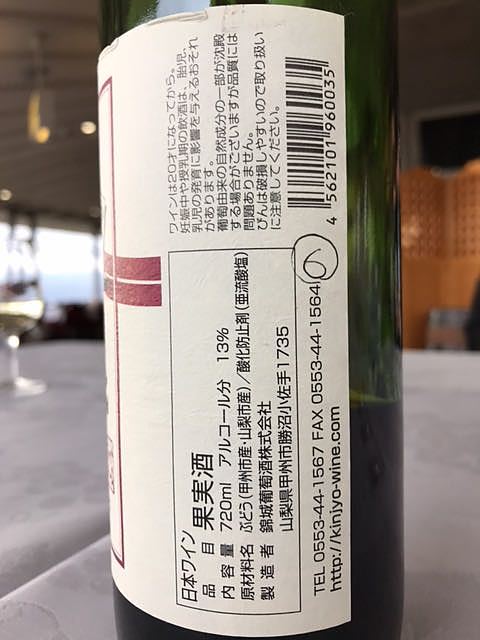 ワインは20才になってから。
妊娠中や授乳期の飲酒は、胎児、
乳児の発育に影響を与えるおそれ
があります。
葡萄由来の自然成分の一部が沈殿
する場合がございますが品質には
問題ありません。
びんは破損しやすいので取り扱い
に注意してください。
4 562101 960035
日本ワイン
品目 果実酒
内容量 720ml アルコール分 13%
原材料名 ぶどう(甲州市産・山梨市産)/酸化防止剤(亜硫酸塩)
製造者 錦城葡萄酒株式会社
山梨県甲州市勝沼小佐手1735
TEL 0553-44-1567 FAX 0553-44-1564
http://kinjyo-wine.com